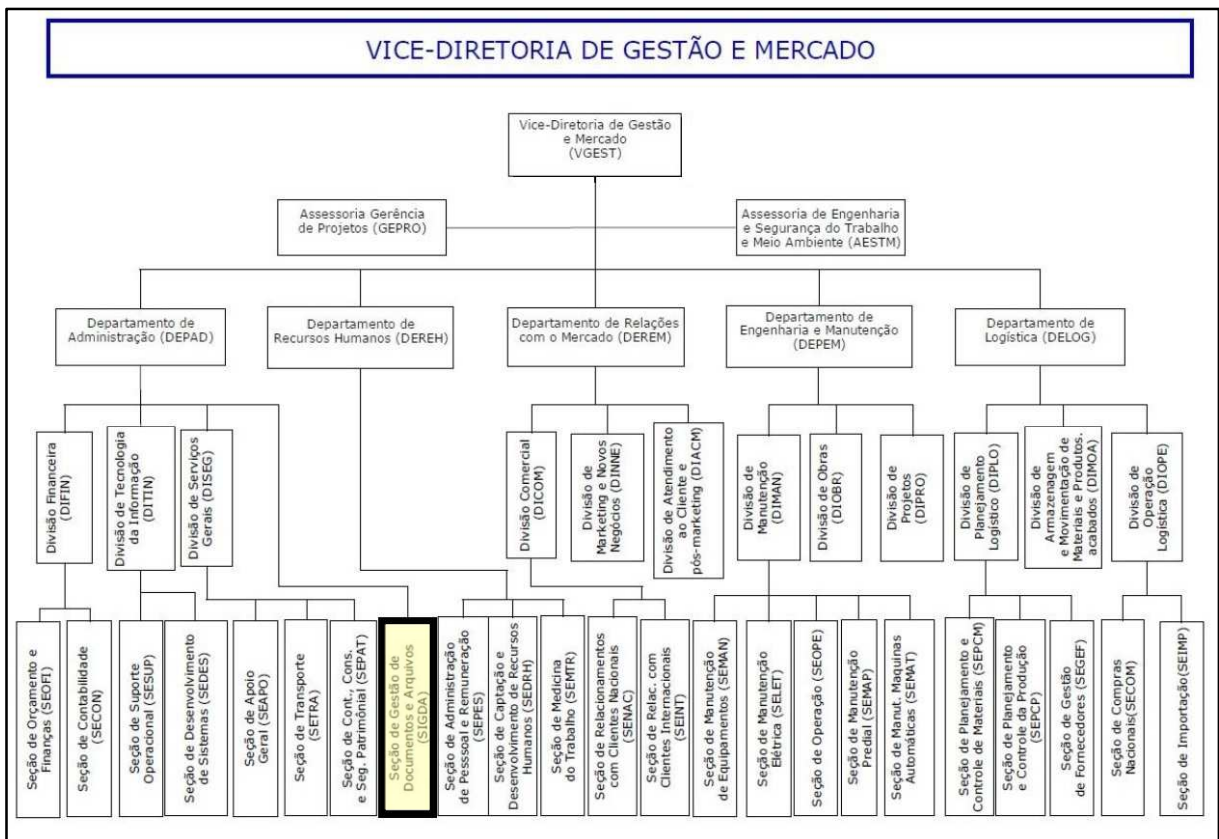 VICE-DIRETORIA DE GESTÃO E MERCADO
Vice-Diretoria de Gestão
e Mercado
(VGEST)
Assessoria Gerência
de Projetos (GEPRO)
Assessoria de Engenharia
e Segurança do Trabalho
e Meio Ambiente (AESTM)
Departamento de
Administração (DEPAD)
Departamento de
Recursos Humanos (DEREH)
Departamento de Relações
com o Mercado (DEREM)
Departamento de
Engenharia e Manutenção
(DEPEM)
Departamento de
Logística (DELOG)
Divisão Financeira
(DIFIN)
Divisão de Tecnologia
da Informação
(DITIN)
Divisão de Serviços
Gerais (DISEG)
Divisão Comercial
(DICOM)
Divisão de
Marketing e Novos
Negócios (DINNE)
Divisão de Atendimento
ao Cliente e
pós-marketing (DIACM)
Divisão de
Manutenção
(DIMAN)
Divisão de Obras
(DIOBR)
Divisão de
Projetos
(DIPRO)
Divisão de
Planejamento
Logístico (DIPLO)
Divisão de
Armazenagem
e Movimentação de
Materiais e Produtos.
acabados (DIMOA)
Divisão de
Operação
Logística (DIOPE)
Seção de Orçamento e
Finanças (SEOFI)
Seção de Contabilidade
(SECON)
Seção de Suporte
Operacional (SESUP)
Seção de Desenvolvimento
de Sistemas (SEDES)
Seção de Apoio
Geral (SEAPO)
Seção de Transporte
(SETRA)
Seção de Cont., Cons.
e Seg. Patrimônial (SEPAT)
Seção de Gestão de
Documentos e Arquivos
(SIGDA)
Seção de Administração
de Pesssoal e Remuneração
(SEPES)
Seção de Captação e
Desenvolvimento de Recursos
Humanos (SEDRH)
Seção de Medicina
do Trabalho (SEMTR)
Seção de Relacionamentos
com Clientes Nacionais
(SENAC)
Seção de Relac. com
Clientes Internacionais
(SEINT)
Seção de Manutenção
de Equipamentos (SEMAN)
Seção de Manutenção
Elétrica (SELET)
Seção de Operação (SEOPE)
Seção de Manutenção
Predial (SEMAP)
Seção de Manut. Maquinas
Automáticas (SEMAT)
Seção de Planejamento e
Controle de Materiais (SEPCM)
Seção de Planejamento
e Controle da Produção
(SEPCP)
Seção de Gestão
de Fornecedores (SEGEF)
Seção de Compras
Nacionais(SECOM)
Seção de Importação(SEIMP)